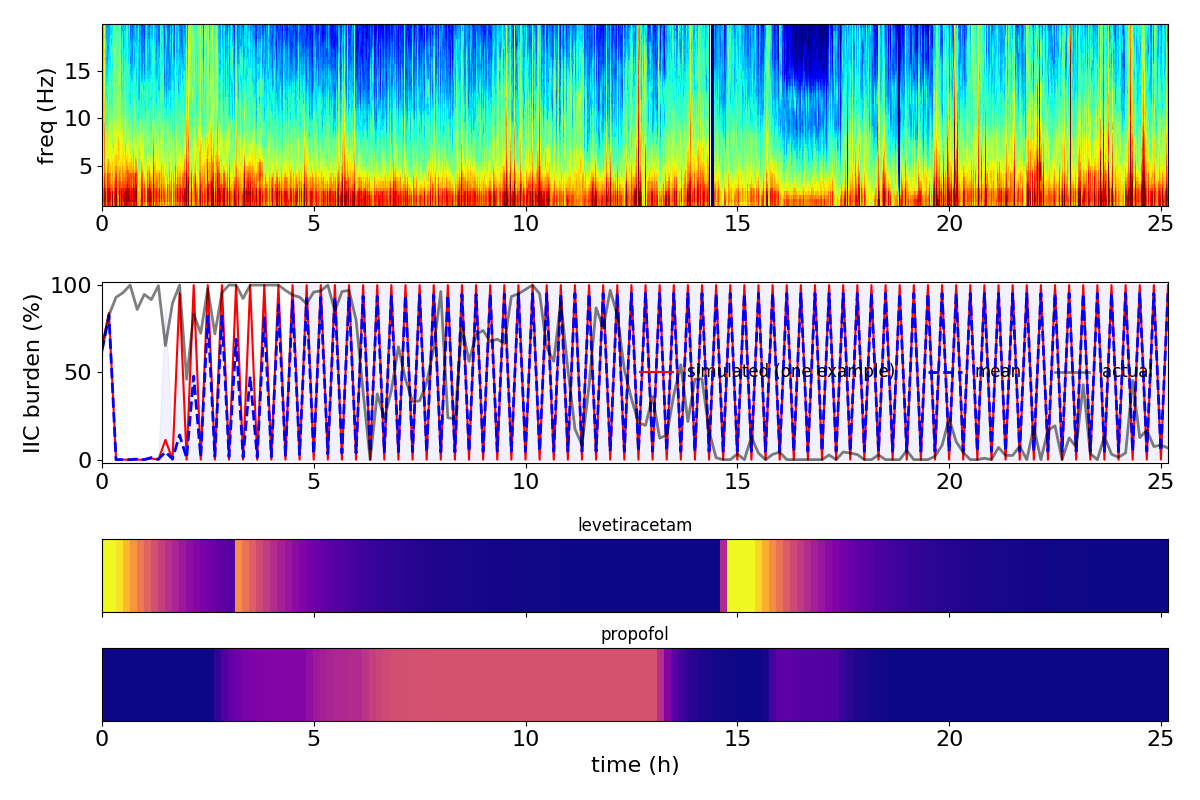 freq (Hz)
15
10
5
0 5 10 15 20 25
IIC burden (%)
100
50
0
simulated (one example) mean actual
0 5 10 15 20 25
levetiracetam
propofol
0 5 10 15 20 25
time (h)